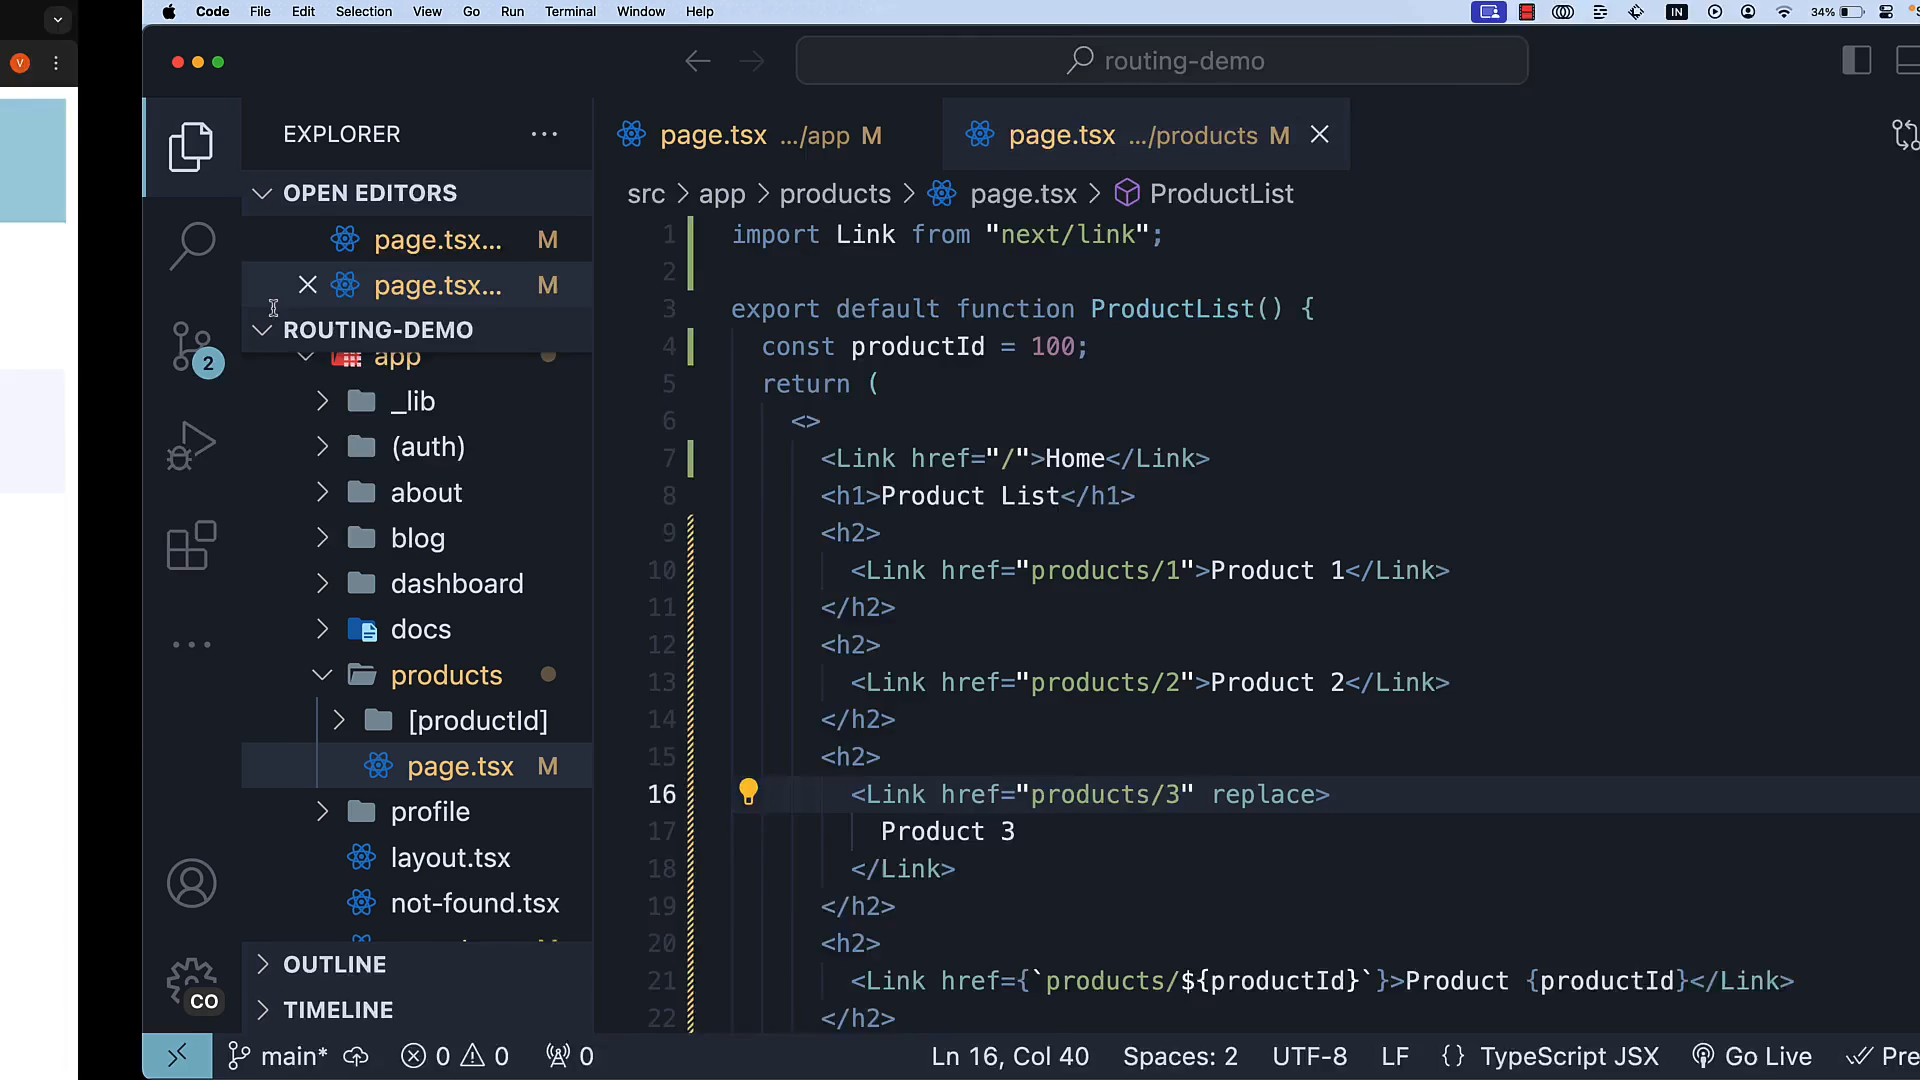 Code File Edit Selection View Go Run Terminal Window Help
IN
34%
V
routing-demo
EXPLORER
OPEN EDITORS
page.tsx... M
page.tsx... M
ROUTING-DEMO
app
_lib
(auth)
about
blog
dashboard
docs
products
[productId]
page.tsx M
profile
layout.tsx
not-found.tsx
OUTLINE
TIMELINE
2
CO
page.tsx .../app M
page.tsx .../products M
src > app > products > page.tsx > ProductList
1 import Link from "next/link";
2
3 export default function ProductList() {
4 const productId = 100;
5 return (
6 <>
7 <Link href="/">Home</Link>
8 <h1>Product List</h1>
9 <h2>
10 <Link href="products/1">Product 1</Link>
11 </h2>
12 <h2>
13 <Link href="products/2">Product 2</Link>
14 </h2>
15 <h2>
16 <Link href="products/3" replace>
17 Product 3
18 </Link>
19 </h2>
20 <h2>
21 <Link href={`products/${productId}`}>Product {productId}</Link>
22 </h2>
main* 0 0 0 Ln 16, Col 40 Spaces: 2 UTF-8 LF {} TypeScript JSX Go Live Pre